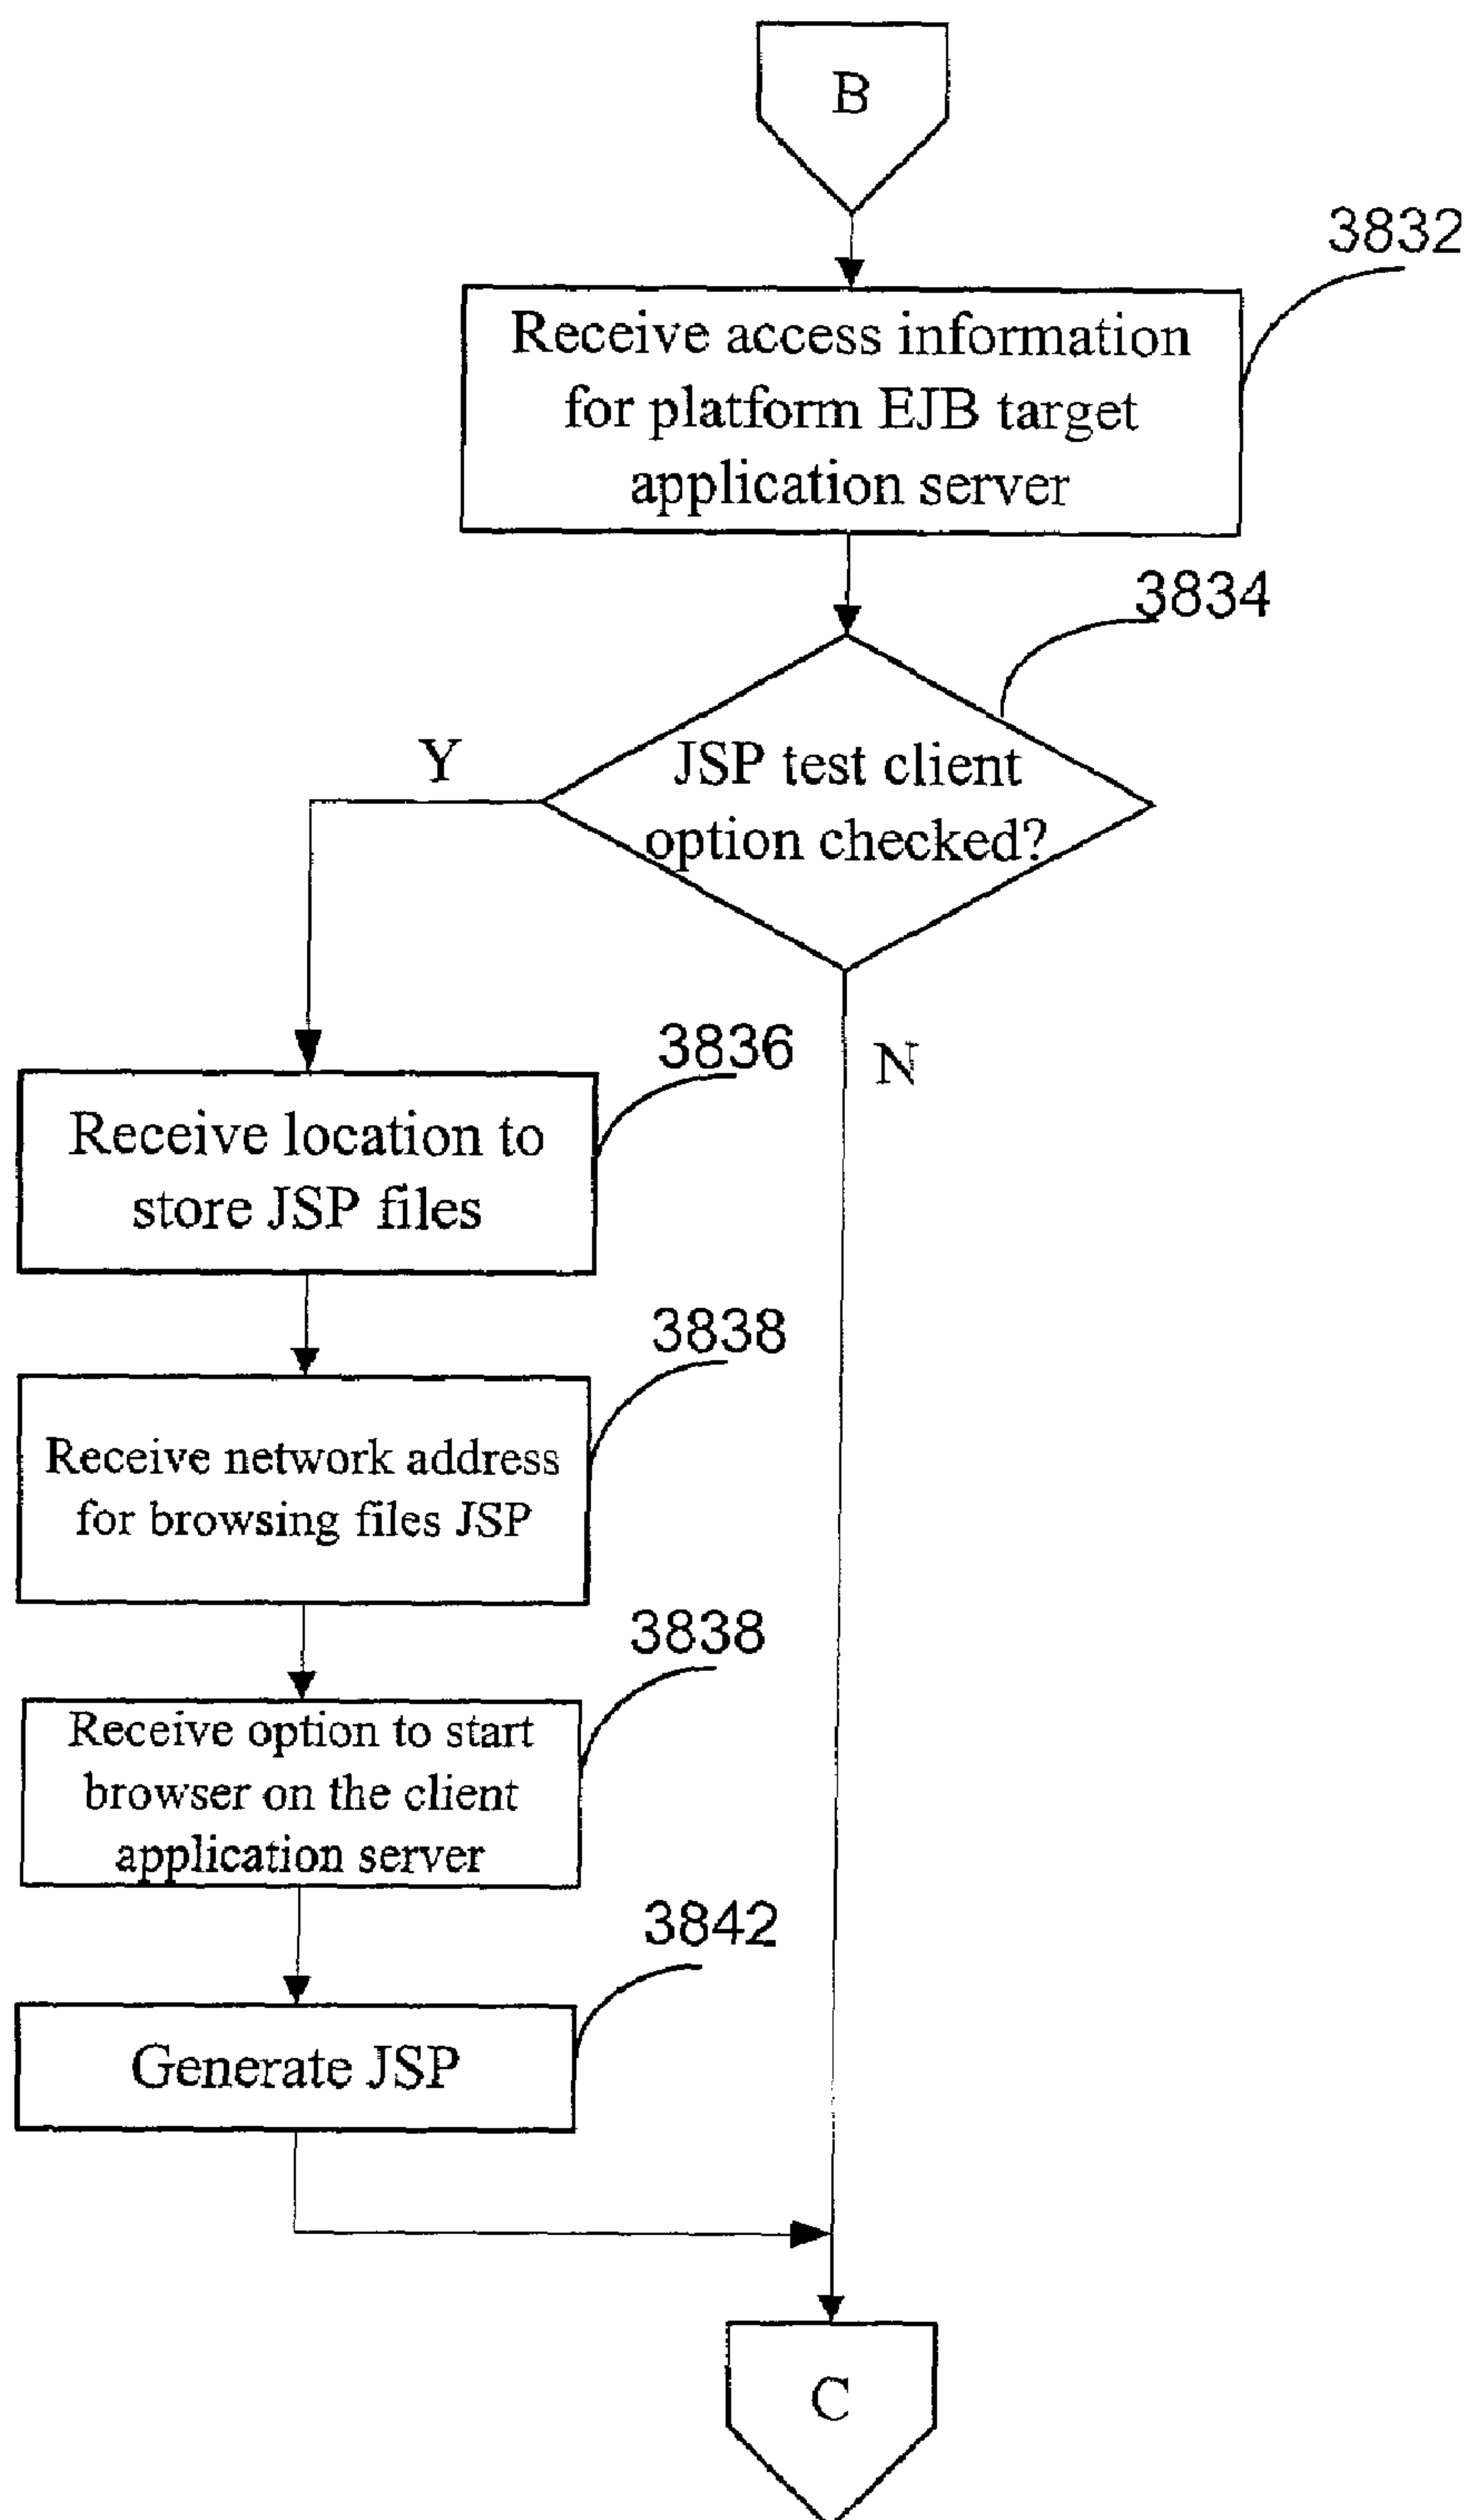 B
3832
Receive access information
for platform EJB target
application server
3834
JSP test client
option checked?
Y
N
3836
Receive location to
store JSP files
3838
Receive network address
for browsing files JSP
3838
Receive option to start
browser on the client
application server
3842
Generate JSP
C